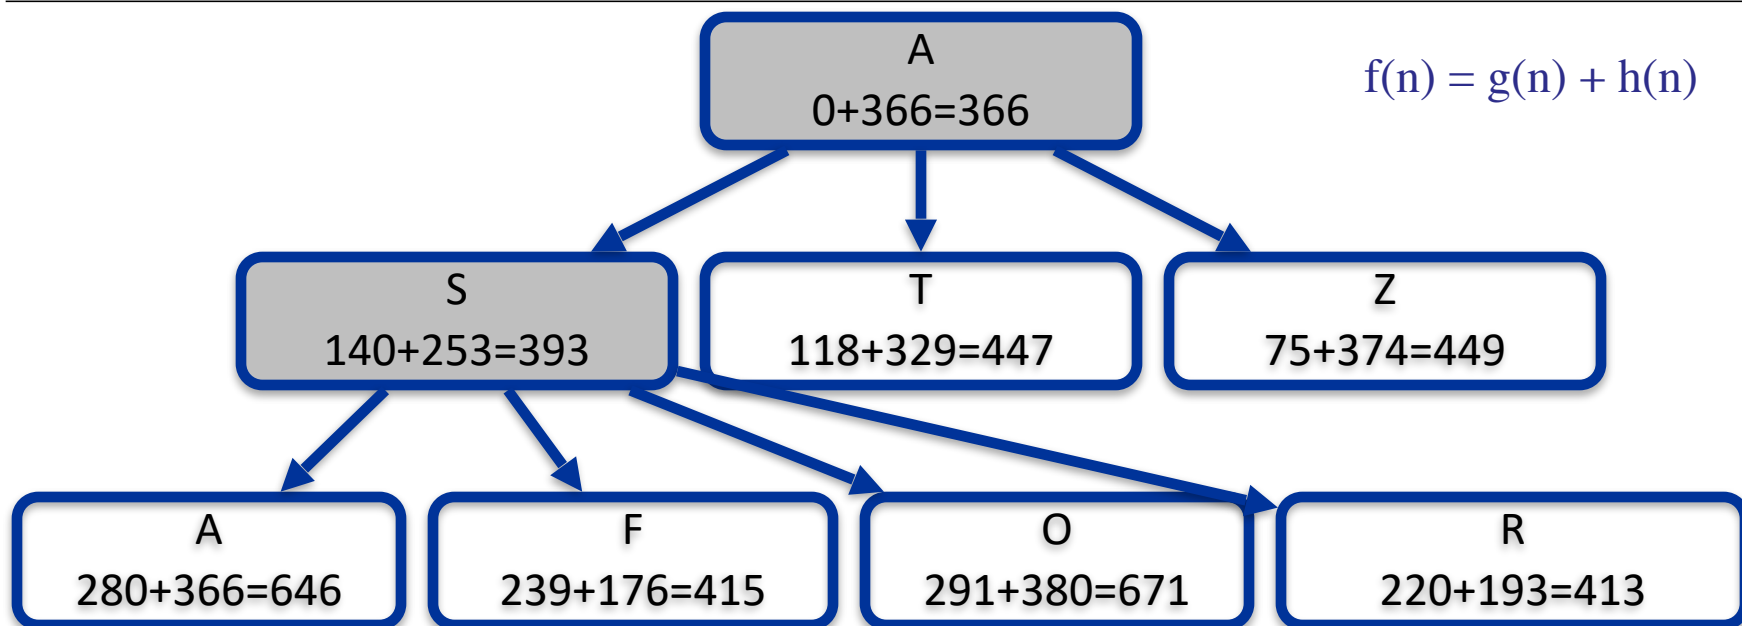 A
0+366=366
f(n) = g(n) + h(n)
S
140+253=393
T
118+329=447
Z
75+374=449
A
280+366=646
F
239+176=415
O
291+380=671
R
220+193=413